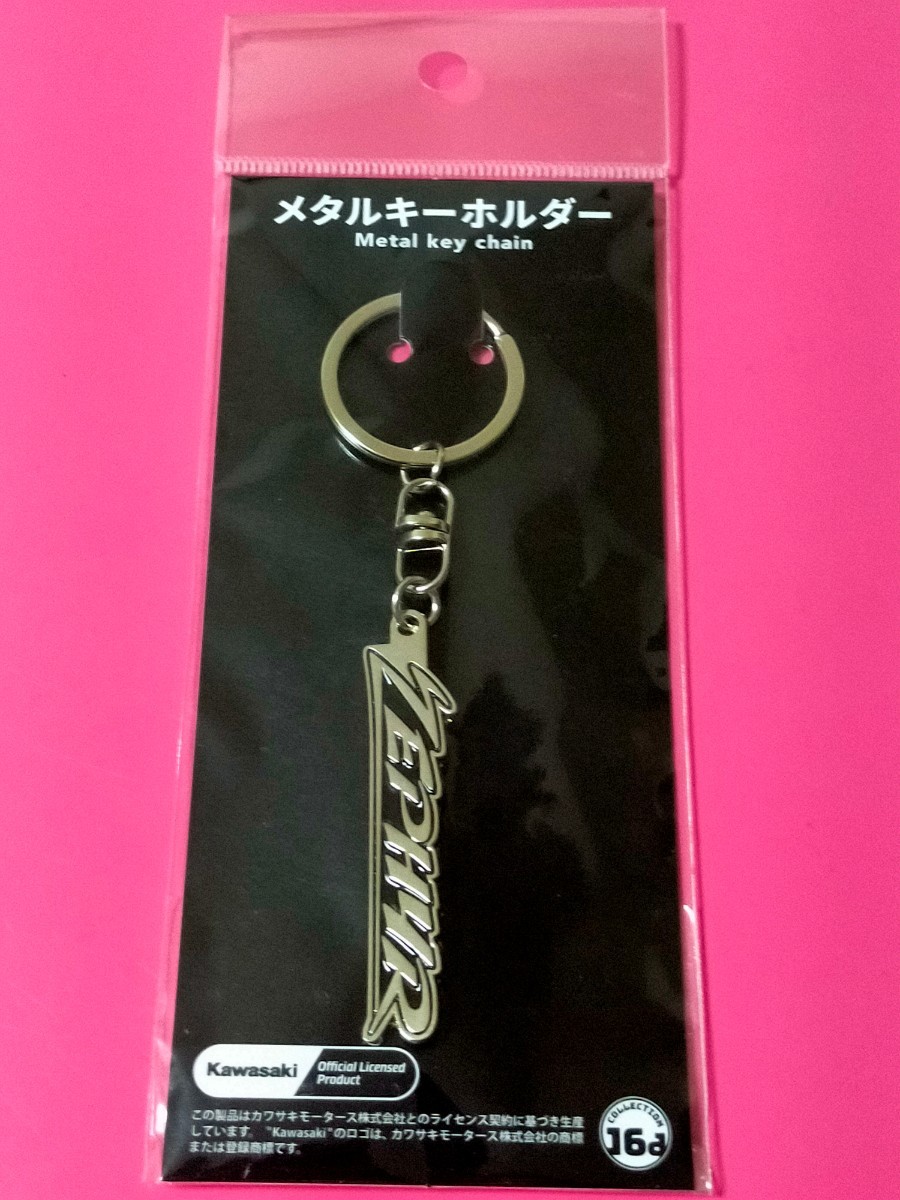 メタルキーホルダー
Metal key chain
ZEPHYR
Kawasaki
Official Licensed
Product
この製品はカワサキモータース株式会社とのライセンス契約に基づき生産
しています。"Kawasaki"のロゴは、カワサキモータース株式会社の商標
または登録商標です。
COLLECTION